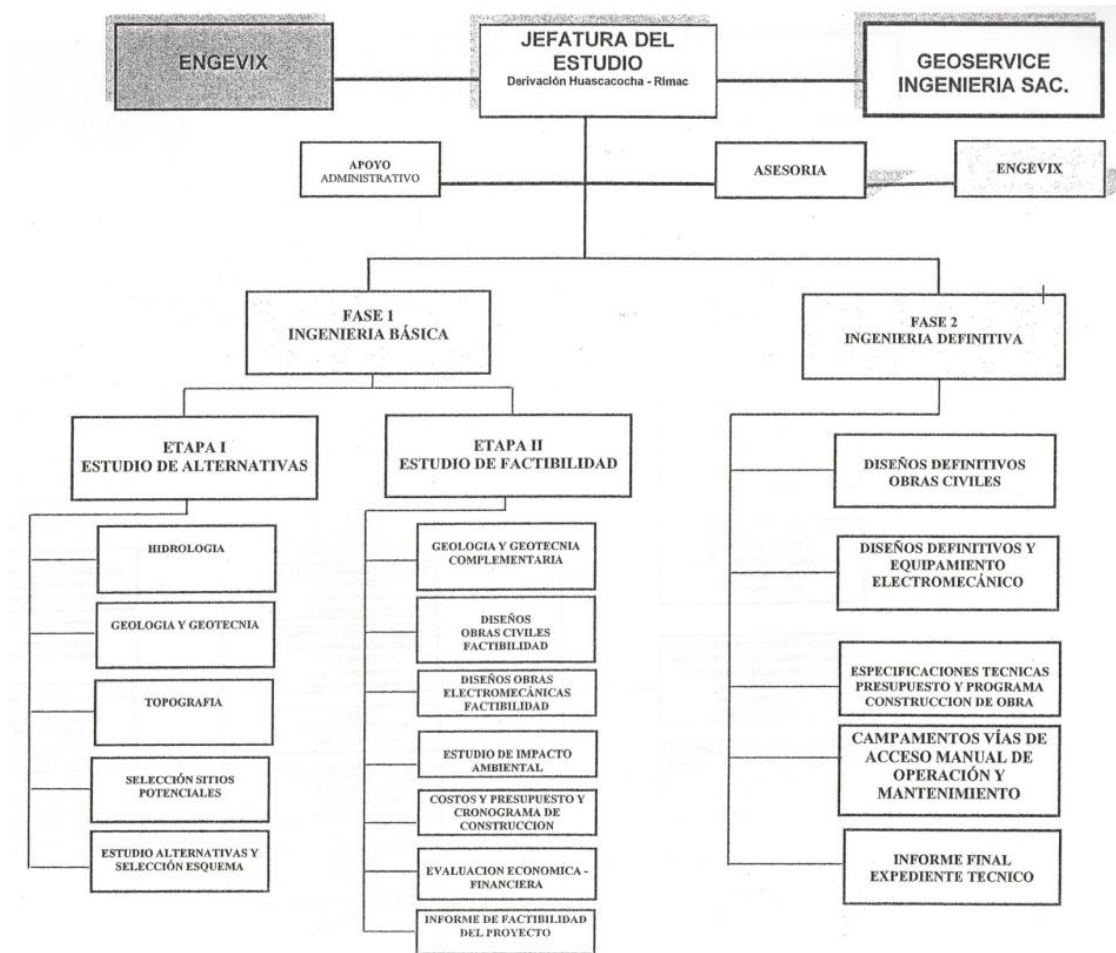 ENGEVIX
JEFATURA DEL
ESTUDIO
Derivación Huascacocha - Rimac
GEOSERVICE
INGENIERIA SAC.
APOYO
ADMINISTRATIVO
ASESORIA
ENGEVIX
FASE 1
INGENIERIA BÁSICA
FASE 2
INGENIERIA DEFINITIVA
ETAPA I
ESTUDIO DE ALTERNATIVAS
HIDROLOGIA
GEOLOGIA Y GEOTECNIA
TOPOGRAFIA
SELECCIÓN SITIOS
POTENCIALES
ESTUDIO ALTERNATIVAS Y
SELECCIÓN ESQUEMA
ETAPA II
ESTUDIO DE FACTIBILIDAD
GEOLOGIA Y GEOTECNIA
COMPLEMENTARIA
DISEÑOS
OBRAS CIVILES
FACTIBILIDAD
DISEÑOS OBRAS
ELECTROMECÁNICAS
FACTIBILIDAD
ESTUDIO DE IMPACTO
AMBIENTAL
COSTOS Y PRESUPUESTO Y
CRONOGRAMA DE
CONSTRUCCION
EVALUACION ECONOMICA -
FINANCIERA
INFORME DE FACTIBILIDAD
DEL PROYECTO
DISEÑOS DEFINITIVOS
OBRAS CIVILES
DISEÑOS DEFINITIVOS Y
EQUIPAMIENTO
ELECTROMECÁNICO
ESPECIFICACIONES TECNICAS
PRESUPUESTO Y PROGRAMA
CONSTRUCCION DE OBRA
CAMPAMENTOS VÍAS DE
ACCESO MANUAL DE
OPERACIÓN Y
MANTENIMIENTO
INFORME FINAL
EXPEDIENTE TECNICO